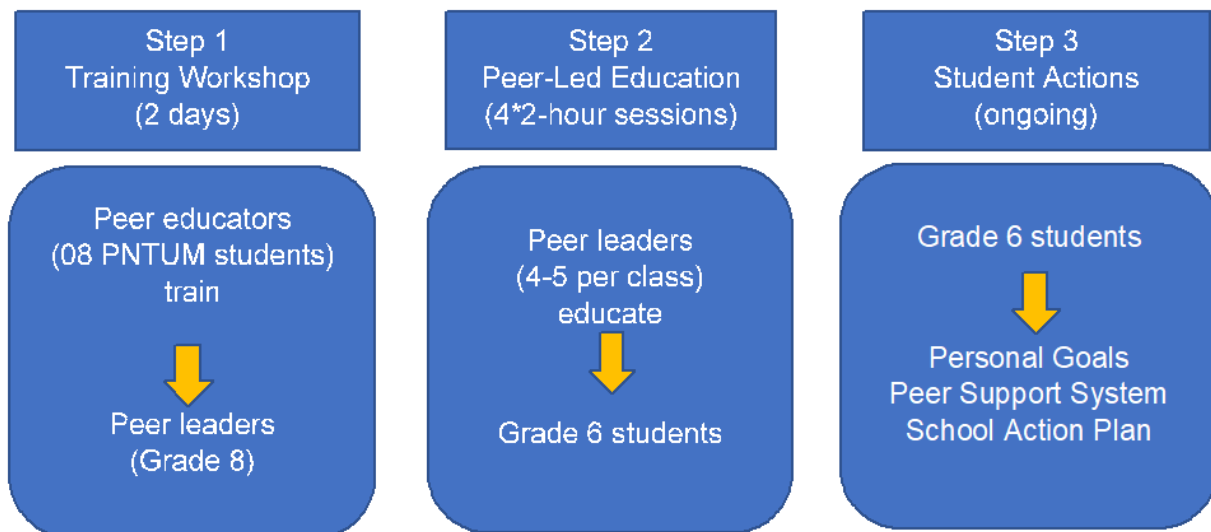 Step 1
Training Workshop
(2 days)
Peer educators
(08 PNTUM students)
train
Peer leaders
(Grade 8)
Step 2
Peer-Led Education
(4*2-hour sessions)
Peer leaders
(4-5 per class)
educate
Grade 6 students
Step 3
Student Actions
(ongoing)
Grade 6 students
Personal Goals
Peer Support System
School Action Plan